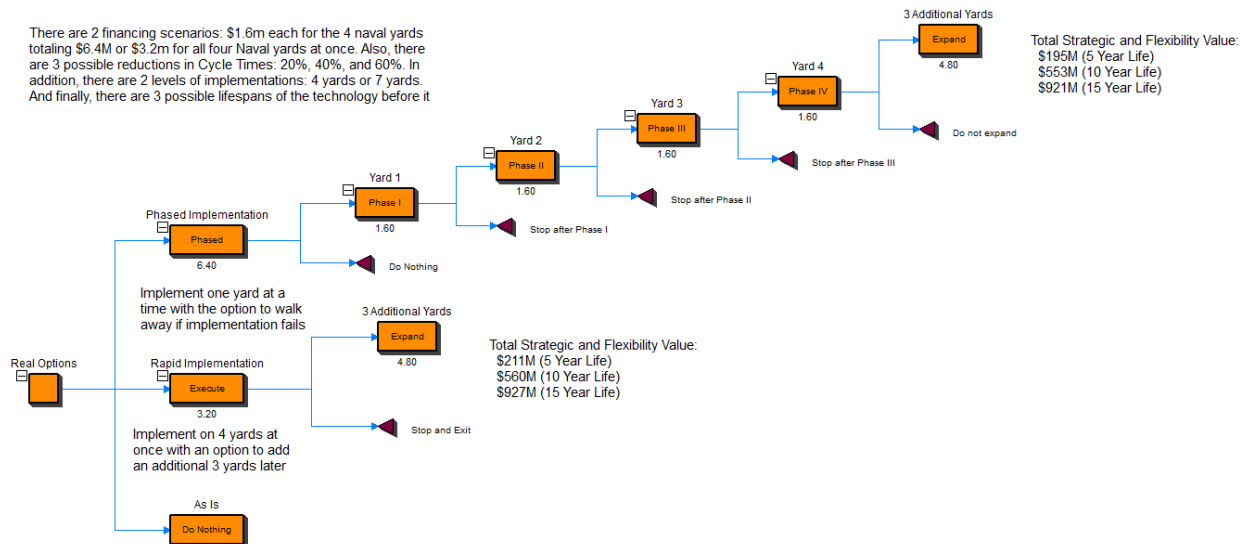 There are 2 financing scenarios: $1.6m each for the 4 naval yards
totaling $6.4M or $3.2m for all four Naval yards at once. Also, there
are 3 possible reductions in Cycle Times: 20%, 40%, and 60%. In
addition, there are 2 levels of implementations: 4 yards or 7 yards.
And finally, there are 3 possible lifespans of the technology before it
3 Additional Yards
Expand
4.80
Total Strategic and Flexibility Value:
$195M (5 Year Life)
$553M (10 Year Life)
$921M (15 Year Life)
Yard 4
Phase IV
1.60
Do not expand
Yard 3
Phase III
1.60
Stop after Phase III
Yard 2
Phase II
1.60
Stop after Phase II
Yard 1
Phase I
1.60
Stop after Phase I
Phased Implementation
Phased
6.40
Do Nothing
Implement one yard at a
time with the option to walk
away if implementation fails
3 Additional Yards
Expand
4.80
Total Strategic and Flexibility Value:
$211M (5 Year Life)
$560M (10 Year Life)
$927M (15 Year Life)
Real Options
Rapid Implementation
Execute
3.20
Stop and Exit
Implement on 4 yards at
once with an option to add
an additional 3 yards later
As Is
Do Nothing